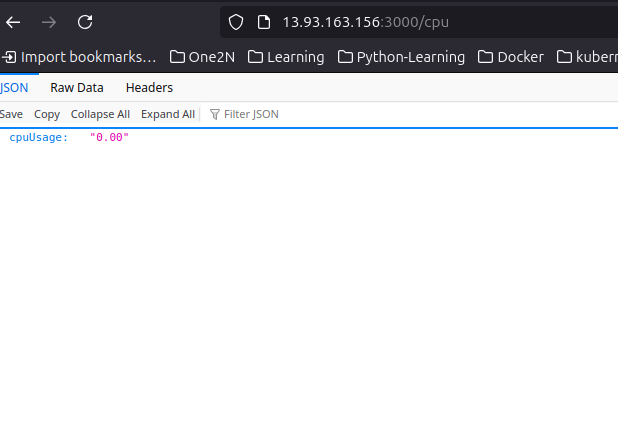 13.93.163.156:3000/cpu
Import bookmarks… One2N Learning Python-Learning Docker kubern
JSON Raw Data Headers
Save Copy Collapse All Expand All Filter JSON
cpuUsage: "0.00"